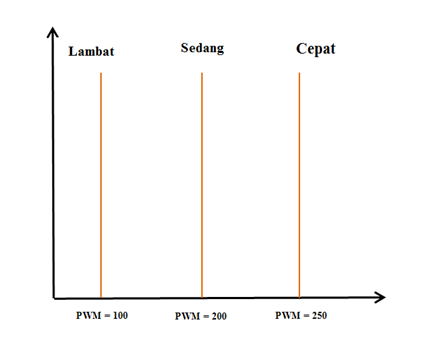 Lambat Sedang Cepat
PWM = 100 PWM = 200 PWM = 250